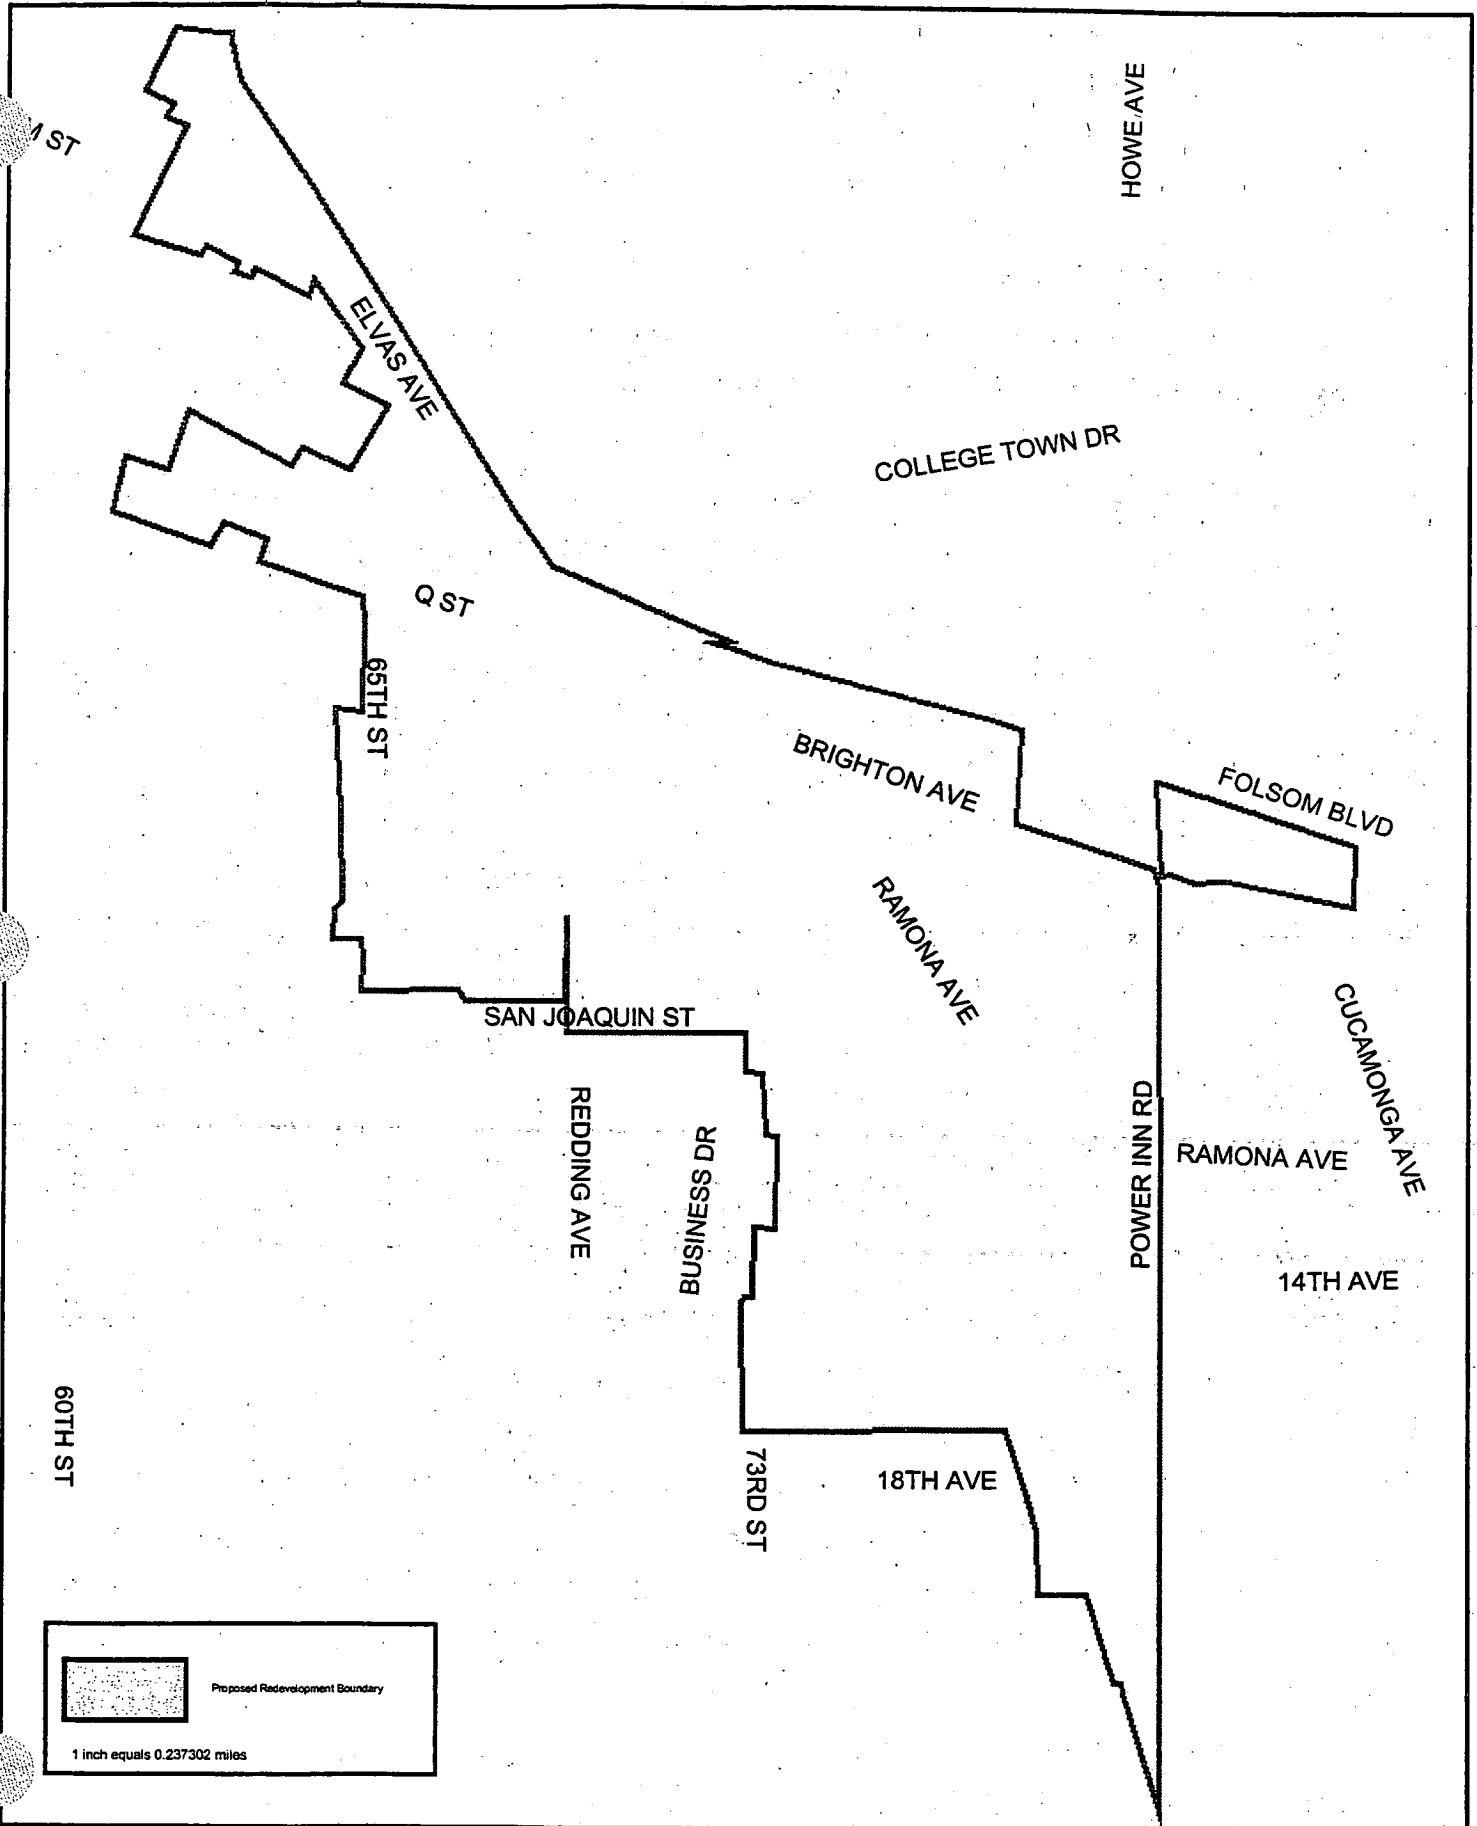 HOWE AVE
M ST
ELVAS AVE
COLLEGE TOWN DR
Q ST
65TH ST
BRIGHTON AVE
FOLSOM BLVD
RAMONA AVE
SAN JOAQUIN ST
CUCAMONGA AVE
REDDING AVE
BUSINESS DR
POWER INN RD
RAMONA AVE
14TH AVE
60TH ST
73RD ST
18TH AVE
Proposed Redevelopment Boundary
1 inch equals 0.237302 miles